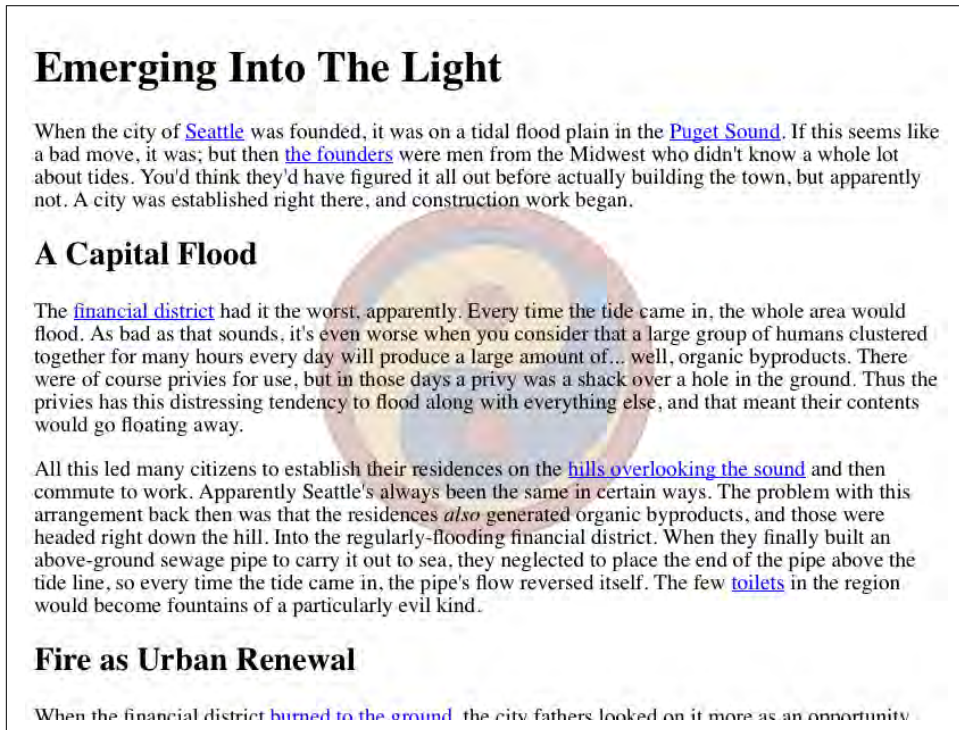 Emerging Into The Light
When the city of Seattle was founded, it was on a tidal flood plain in the Puget Sound. If this seems like
a bad move, it was; but then the founders were men from the Midwest who didn't know a whole lot
about tides. You'd think they'd have figured it all out before actually building the town, but apparently
not. A city was established right there, and construction work began.
A Capital Flood
The financial district had it the worst, apparently. Every time the tide came in, the whole area would
flood. As bad as that sounds, it's even worse when you consider that a large group of humans clustered
together for many hours every day will produce a large amount of... well, organic byproducts. There
were of course privies for use, but in those days a privy was a shack over a hole in the ground. Thus the
privies has this distressing tendency to flood along with everything else, and that meant their contents
would go floating away.
All this led many citizens to establish their residences on the hills overlooking the sound and then
commute to work. Apparently Seattle's always been the same in certain ways. The problem with this
arrangement back then was that the residences also generated organic byproducts, and those were
headed right down the hill. Into the regularly-flooding financial district. When they finally built an
above-ground sewage pipe to carry it out to sea, they neglected to place the end of the pipe above the
tide line, so every time the tide came in, the pipe's flow reversed itself. The few toilets in the region
would become fountains of a particularly evil kind.
Fire as Urban Renewal
When the financial district burned to the ground, the city fathers looked on it more as an opportunity